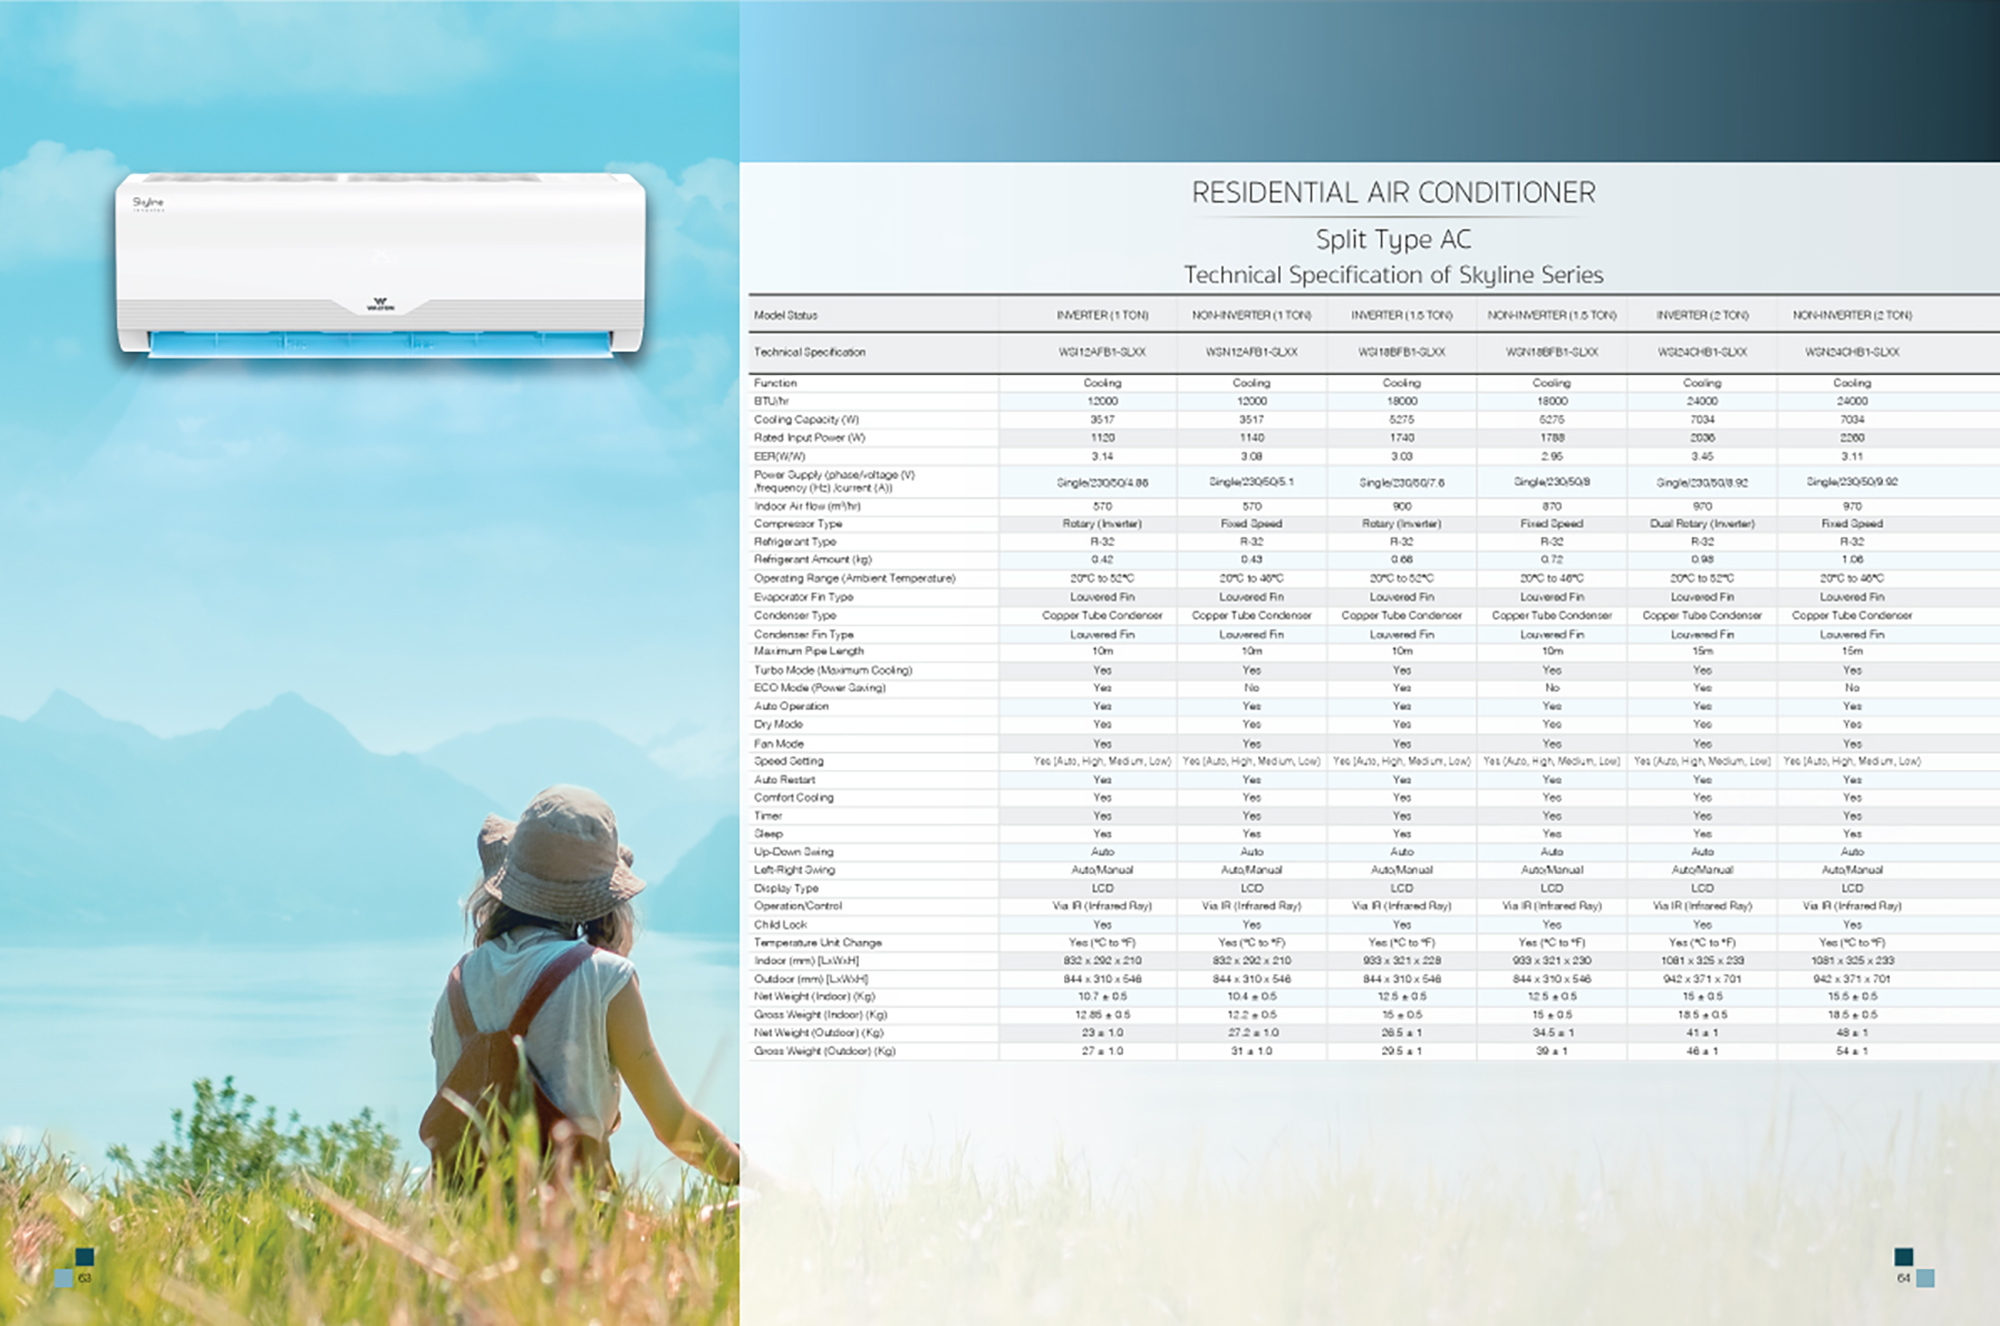 Skyline
WALTON
RESIDENTIAL AIR CONDITIONER
Split Type AC
Technical Specification of Skyline Series
Model Status INVERTER (1 TON) NON-INVERTER (1 TON) INVERTER (1.5 TON) NON-INVERTER (1.5 TON) INVERTER (2 TON) NON-INVERTER (2 TON)
Technical Specification WSI12AFB1-SLXX WSN12AFB1-SLXX WSI18BFB1-SLXX WSN18BFB1-SLXX WSI24CHB1-SLXX WSN24CHB1-SLXX
Function Cooling Cooling Cooling Cooling Cooling Cooling
BTU/hr 12000 12000 18000 18000 24000 24000
Cooling Capacity (W) 3517 3517 5275 5275 7034 7034
Rated Input Power (W) 1120 1140 1740 1788 2036 2260
EER(W/W) 3.14 3.08 3.03 2.95 3.45 3.11
Power Supply (phase/voltage (V)
/frequency (Hz) /current (A)) Single/230/50/4.86 Single/230/50/5.1 Single/230/50/7.6 Single/230/50/8 Single/230/50/8.92 Single/230/50/9.92
Indoor Air flow (m³/hr) 570 570 900 870 970 970
Compressor Type Rotary (Inverter) Fixed Speed Rotary (Inverter) Fixed Speed Dual Rotary (Inverter) Fixed Speed
Refrigerant Type R-32 R-32 R-32 R-32 R-32 R-32
Refrigerant Amount (kg) 0.42 0.43 0.66 0.72 0.98 1.06
Operating Range (Ambient Temperature) 20°C to 52°C 20°C to 46°C 20°C to 52°C 20°C to 46°C 20°C to 52°C 20°C to 46°C
Evaporator Fin Type Louvered Fin Louvered Fin Louvered Fin Louvered Fin Louvered Fin Louvered Fin
Condenser Type Copper Tube Condenser Copper Tube Condenser Copper Tube Condenser Copper Tube Condenser Copper Tube Condenser Copper Tube Condenser
Condenser Fin Type Louvered Fin Louvered Fin Louvered Fin Louvered Fin Louvered Fin Louvered Fin
Maximum Pipe Length 10m 10m 10m 10m 15m 15m
Turbo Mode (Maximum Cooling) Yes Yes Yes Yes Yes Yes
ECO Mode (Power Saving) Yes No Yes No Yes No
Auto Operation Yes Yes Yes Yes Yes Yes
Dry Mode Yes Yes Yes Yes Yes Yes
Fan Mode Yes Yes Yes Yes Yes Yes
Speed Setting Yes (Auto, High, Medium, Low) Yes (Auto, High, Medium, Low) Yes (Auto, High, Medium, Low) Yes (Auto, High, Medium, Low) Yes (Auto, High, Medium, Low) Yes (Auto, High, Medium, Low)
Auto Restart Yes Yes Yes Yes Yes Yes
Comfort Cooling Yes Yes Yes Yes Yes Yes
Timer Yes Yes Yes Yes Yes Yes
Sleep Yes Yes Yes Yes Yes Yes
Up-Down Swing Auto Auto Auto Auto Auto Auto
Left-Right Swing Auto/Manual Auto/Manual Auto/Manual Auto/Manual Auto/Manual Auto/Manual
Display Type LCD LCD LCD LCD LCD LCD
Operation/Control Via IR (Infrared Ray) Via IR (Infrared Ray) Via IR (Infrared Ray) Via IR (Infrared Ray) Via IR (Infrared Ray) Via IR (Infrared Ray)
Child Lock Yes Yes Yes Yes Yes Yes
Temperature Unit Change Yes (°C to °F) Yes (°C to °F) Yes (°C to °F) Yes (°C to °F) Yes (°C to °F) Yes (°C to °F)
Indoor (mm) [LxWxH] 832 x 292 x 210 832 x 292 x 210 933 x 321 x 228 933 x 321 x 230 1081 x 325 x 233 1081 x 325 x 233
Outdoor (mm) [LxWxH] 844 x 310 x 546 844 x 310 x 546 844 x 310 x 546 844 x 310 x 546 942 x 371 x 701 942 x 371 x 701
Net Weight (Indoor) (Kg) 10.7 ± 0.5 10.4 ± 0.5 12.5 ± 0.5 12.5 ± 0.5 15 ± 0.5 15.5 ± 0.5
Gross Weight (Indoor) (Kg) 12.85 ± 0.5 12.2 ± 0.5 15 ± 0.5 15 ± 0.5 18.5 ± 0.5 18.5 ± 0.5
Net Weight (Outdoor) (Kg) 23 ± 1.0 27.2 ± 1.0 26.5 ± 1 34.5 ± 1 41 ± 1 48 ± 1
Gross Weight (Outdoor) (Kg) 27 ± 1.0 31 ± 1.0 29.5 ± 1 39 ± 1 46 ± 1 54 ± 1
63
64